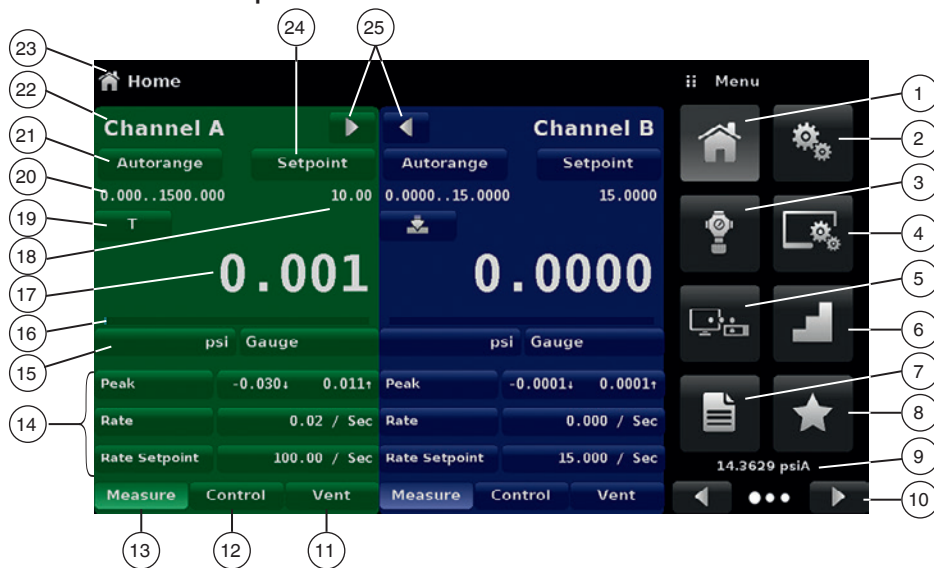 24 25
23
Home
Menu
22
1
Channel A
Channel B
2
21
Autorange Setpoint
Autorange Setpoint
20
0.000..1500.000 10.00
0.0000..15.0000 15.0000
3
19
T
18
4
17
0.001
0.0000
5
16
6
psi Gauge
psi Gauge
15
7
14
Peak -0.030↓ 0.011↑
Peak -0.0001↓ 0.0001↑
8
Rate 0.02 / Sec
Rate 0.000 / Sec
9
Rate Setpoint 100.00 / Sec
Rate Setpoint 15.000 / Sec
14.3629 psiA
Measure Control Vent
Measure Control Vent
10
13 12 11